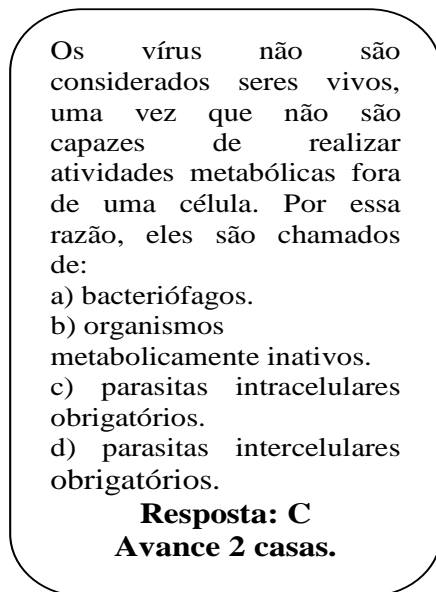 Os vírus não são
considerados seres vivos,
uma vez que não são
capazes de realizar
atividades metabólicas fora
de uma célula. Por essa
razão, eles são chamados
de:
a) bacteriófagos.
b) organismos
metabolicamente inativos.
c) parasitas intracelulares
obrigatórios.
d) parasitas intercelulares
obrigatórios.
Resposta: C
Avance 2 casas.